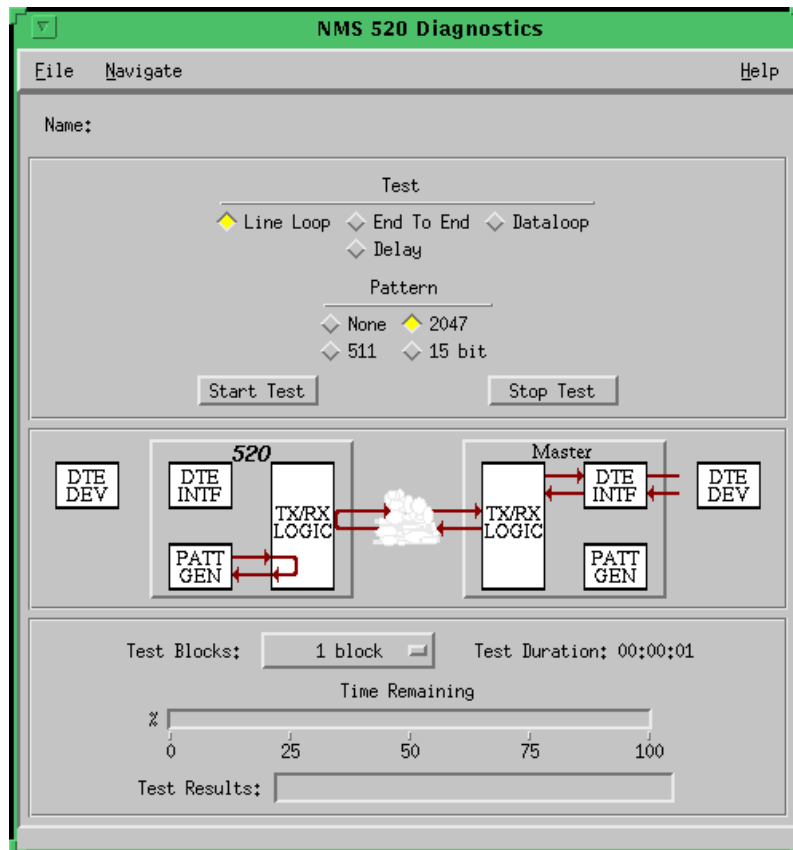 NMS 520 Diagnostics
File Navigate Help
Name:
Test
Line Loop End To End Dataloop
Delay
Pattern
None 2047
511 15 bit
Start Test Stop Test
520 Master
DTE DEV DTE INTF TX/RX LOGIC TX/RX LOGIC DTE INTF DTE DEV
PATT GEN PATT GEN
Test Blocks: 1 block Test Duration: 00:00:01
Time Remaining
%
0 25 50 75 100
Test Results: